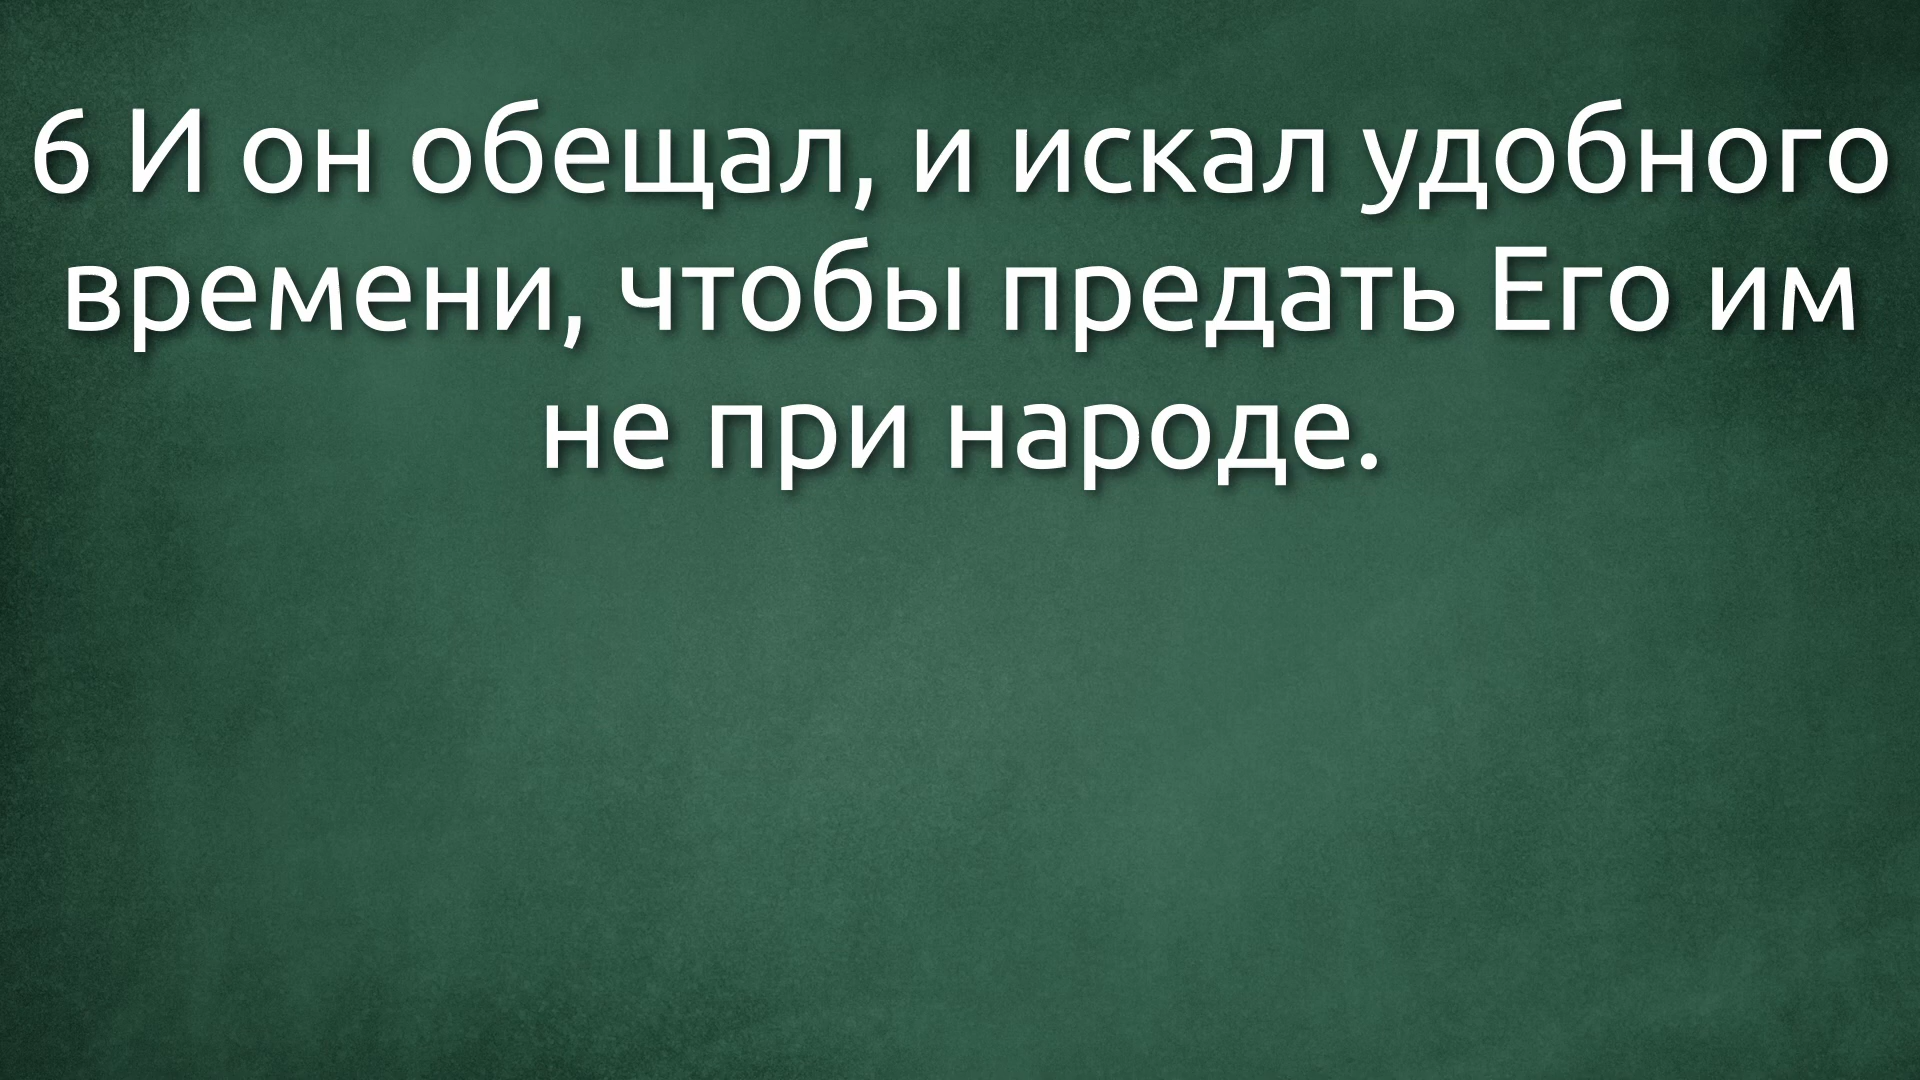 6 И он обещал, и искал удобного
времени, чтобы предать Его им
не при народе.